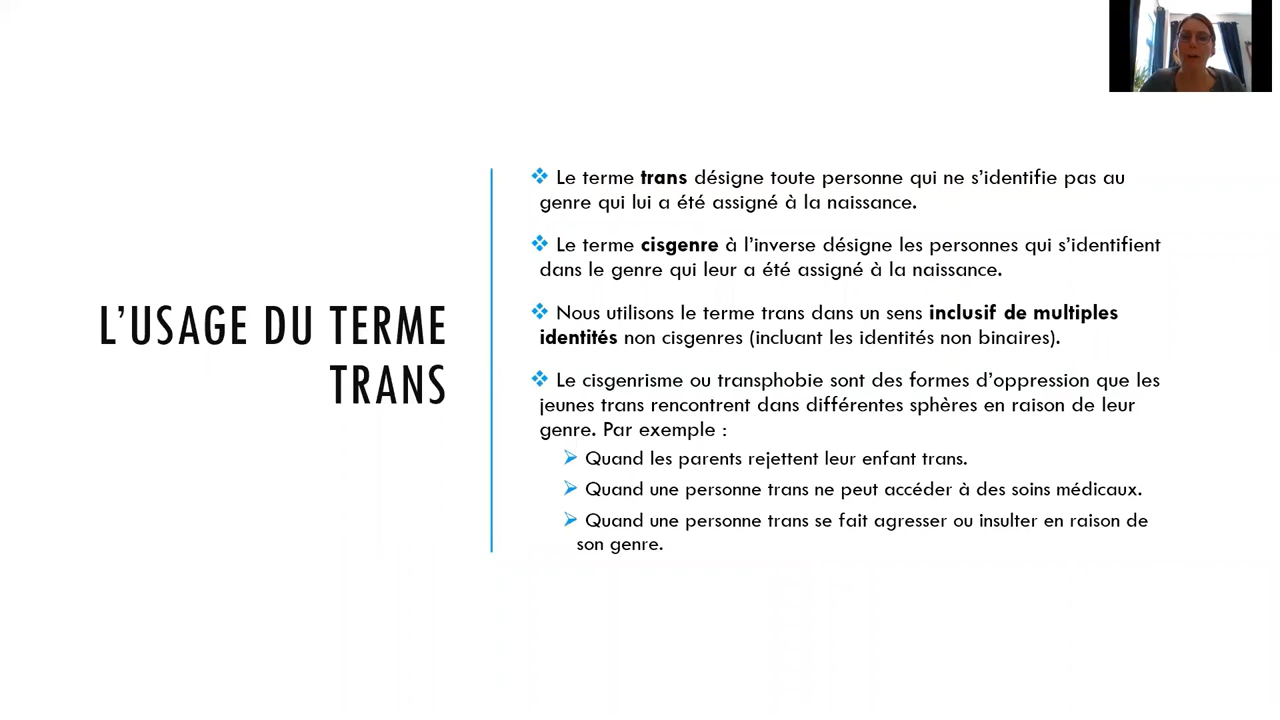 L'USAGE DU TERME
TRANS
❖ Le terme trans désigne toute personne qui ne s'identifie pas au
genre qui lui a été assigné à la naissance.
❖ Le terme cisgenre à l'inverse désigne les personnes qui s'identifient
dans le genre qui leur a été assigné à la naissance.
❖ Nous utilisons le terme trans dans un sens inclusif de multiples
identités non cisgenres (incluant les identités non binaires).
❖ Le cisgenrisme ou transphobie sont des formes d'oppression que les
jeunes trans rencontrent dans différentes sphères en raison de leur
genre. Par exemple :
➢ Quand les parents rejettent leur enfant trans.
➢ Quand une personne trans ne peut accéder à des soins médicaux.
➢ Quand une personne trans se fait agresser ou insulter en raison de
son genre.